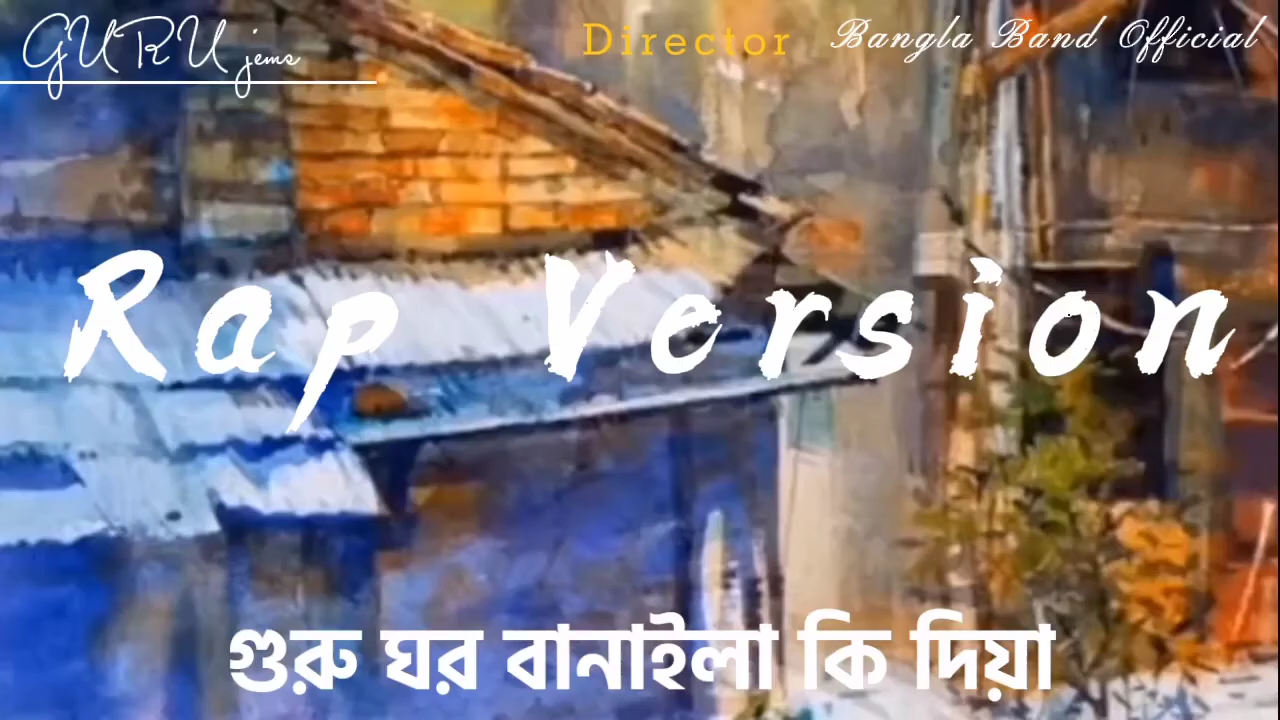 GURU jems
Director Bangla Band Official
Rap Version
গুরু ঘর বানাইলা কি দিয়া